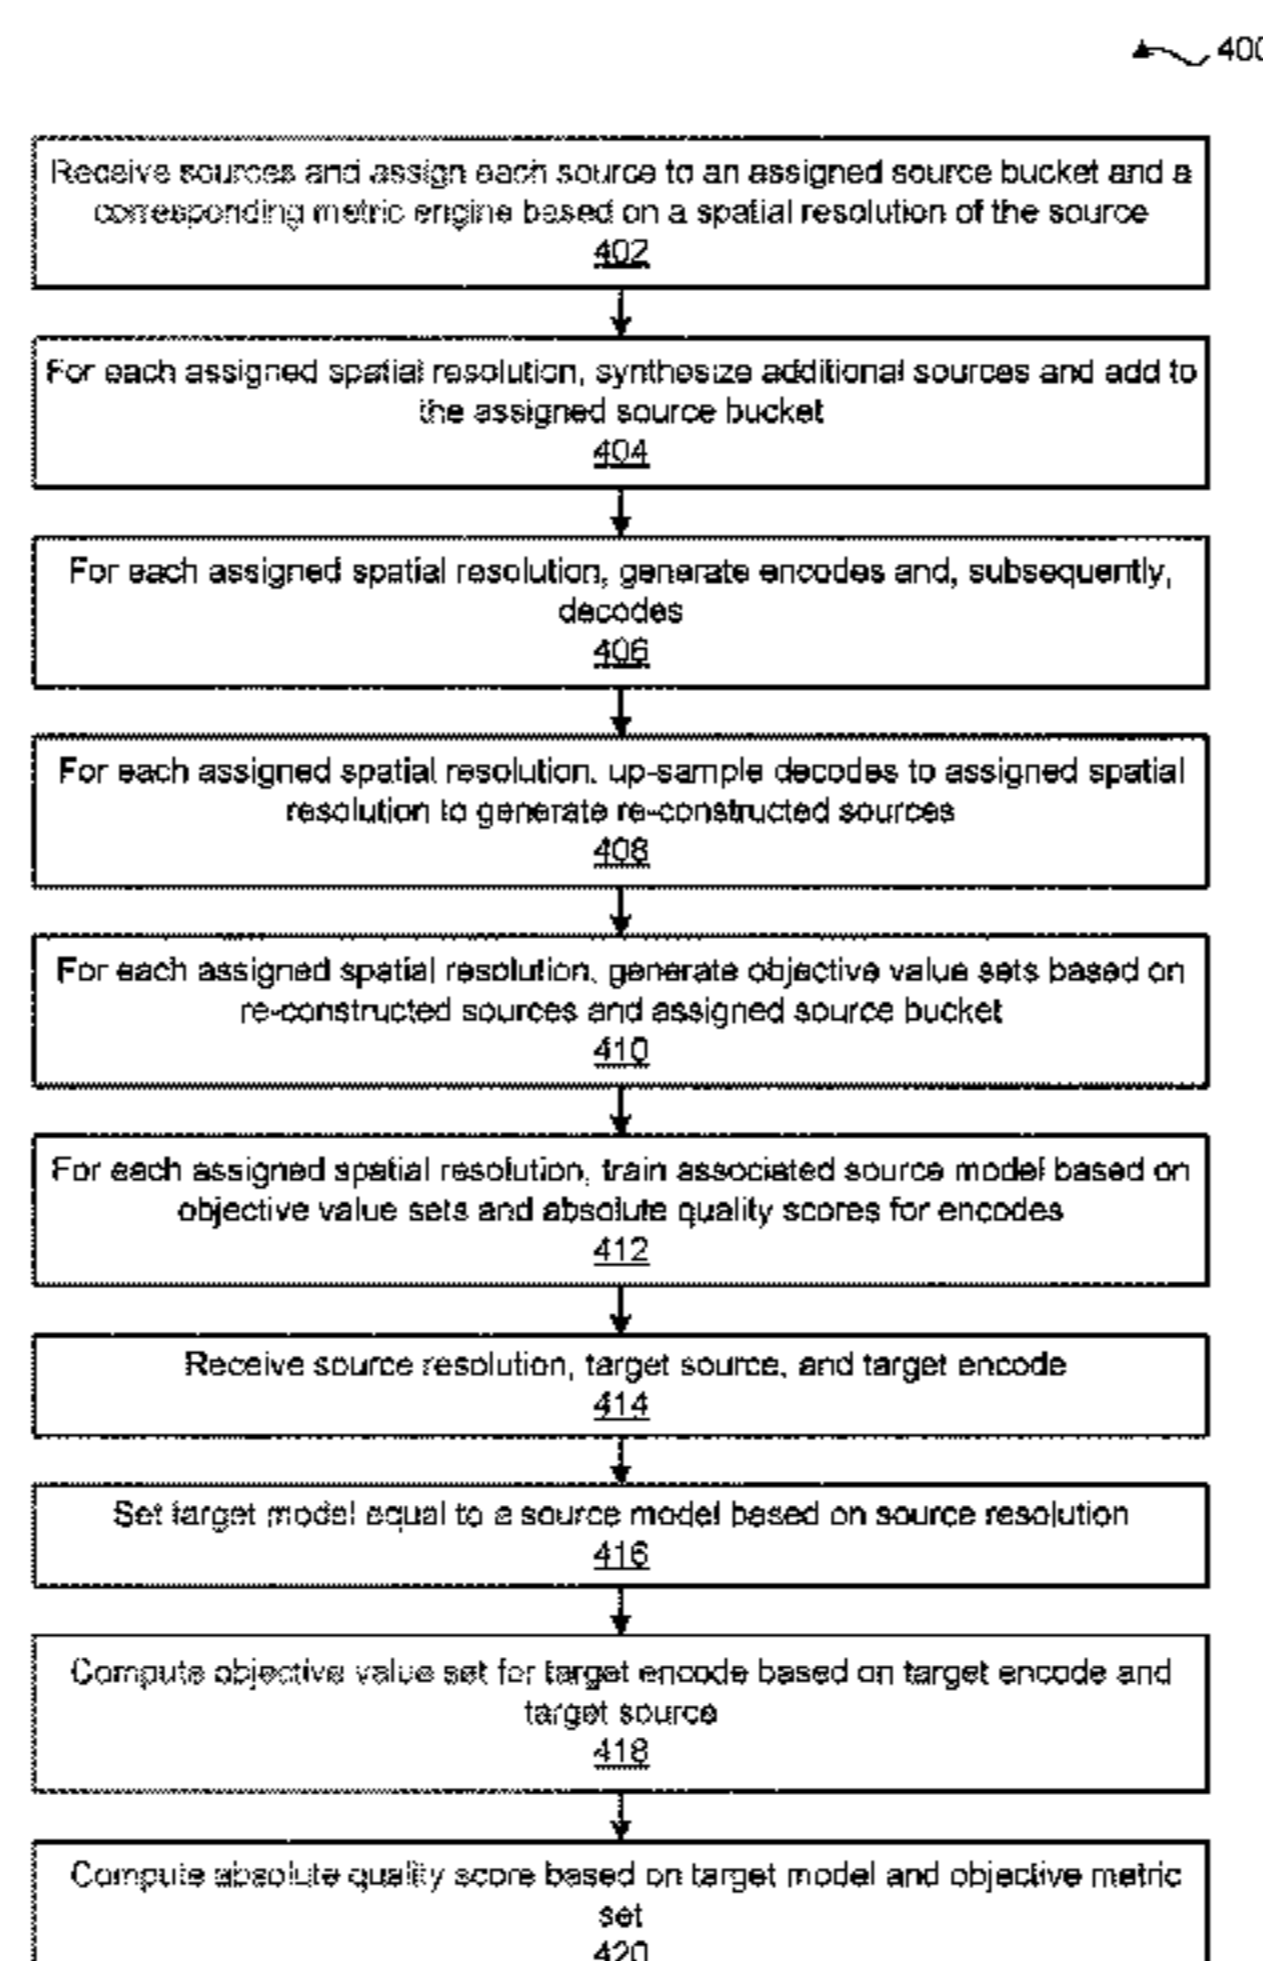 400
Receive sources and assign each source to an assigned source bucket and a
corresponding metric engine based on a spatial resolution of the source
402
For each assigned spatial resolution, synthesize additional sources and add to
the assigned source bucket
404
For each assigned spatial resolution, generate encodes and, subsequently,
decodes
406
For each assigned spatial resolution, up-sample decodes to assigned spatial
resolution to generate re-constructed sources
408
For each assigned spatial resolution, generate objective value sets based on
re-constructed sources and assigned source bucket
410
For each assigned spatial resolution, train associated source model based on
objective value sets and absolute quality scores for encodes
412
Receive source resolution, target source, and target encode
414
Set target model equal to a source model based on source resolution
416
Compute objective value set for target encode based on target encode and
target source
418
Compute absolute quality score based on target model and objective metric
set
420